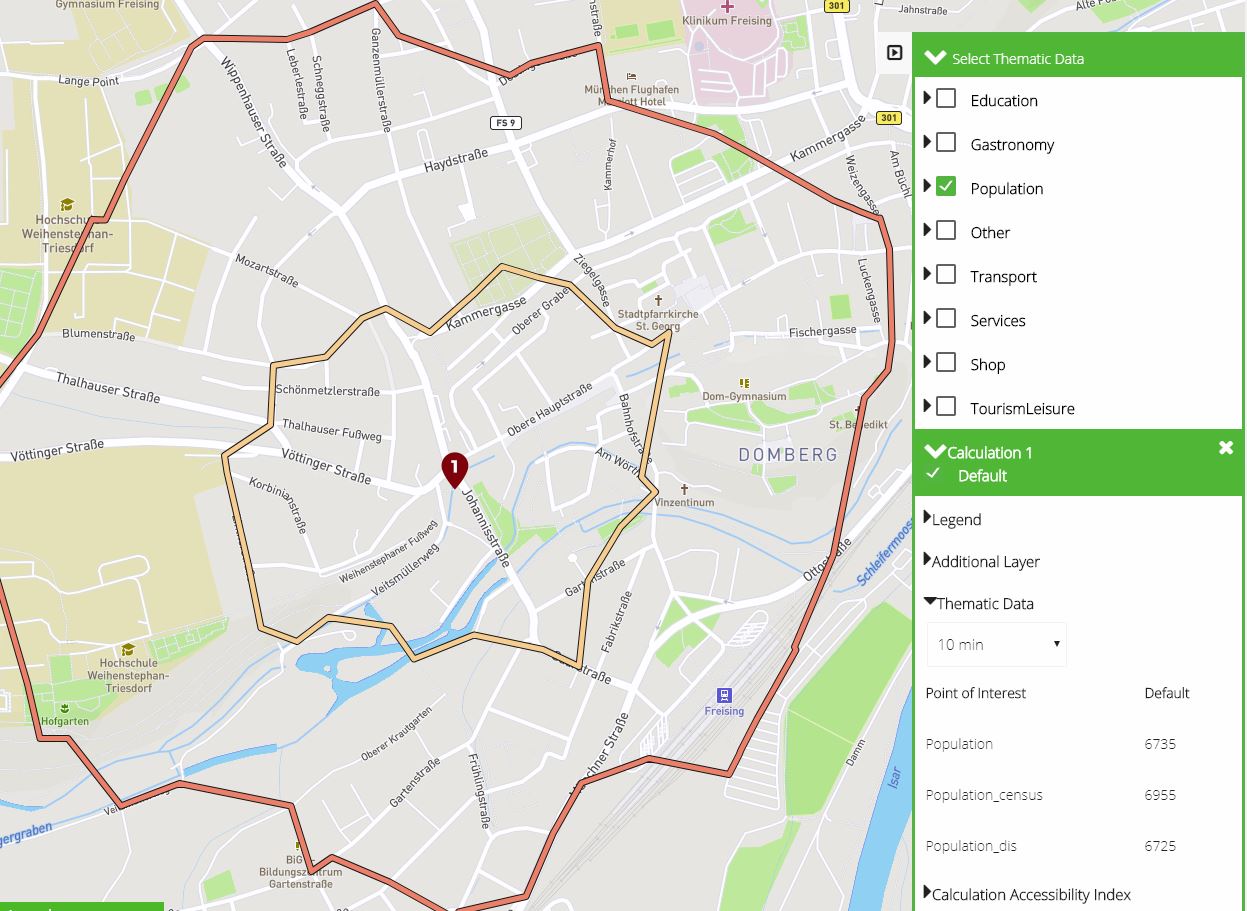 Gymnasium Freising
Klinikum Freising
301
Jahnstraße
Lange Point
Wippenhauser Straße
Leberlestraße
Schneggstraße
Ganzenmüllerstraße
München Flughafen
Marriott Hotel
FS 9
301
Haydstraße
Kammerhof
Kammergasse
Weizengasse
Am Büchl
Hochschule
Weihenstephan-
Triesdorf
Mozartstraße
Ziegelgasse
Luckengasse
Kammergasse
Oberer Graben
Stadtpfarrkirche
St. Georg
Fischergasse
Blumenstraße
Thalhauser Straße
Schönmetzlerstraße
Obere Hauptstraße
Bahnhofstraße
Dom-Gymnasium
St. Benedikt
Thalhauser Fußweg
Vöttinger Straße
Vöttinger Straße
Am Wörth
DOMBERG
1
Korbinianstraße
Johannisstraße
Vinzentinum
Weihenstephaner Fußweg
Veitsmüllerweg
Gartenstraße
Ottostraße
Schleifermoos
Fabrikstraße
Hochschule
Weihenstephan-
Triesdorf
Hofgarten
Freising
Oberer Krautgarten
Gartenstraße
Frühlingstraße
Münchner Straße
Damm
Isar
BiG -
Bildungszentrum
Gartenstraße
Select Thematic Data
Education
Gastronomy
Population
Other
Transport
Services
Shop
TourismLeisure
Calculation 1
Default
Legend
Additional Layer
Thematic Data
10 min
Point of Interest Default
Population 6735
Population_census 6955
Population_dis 6725
Calculation Accessibility Index